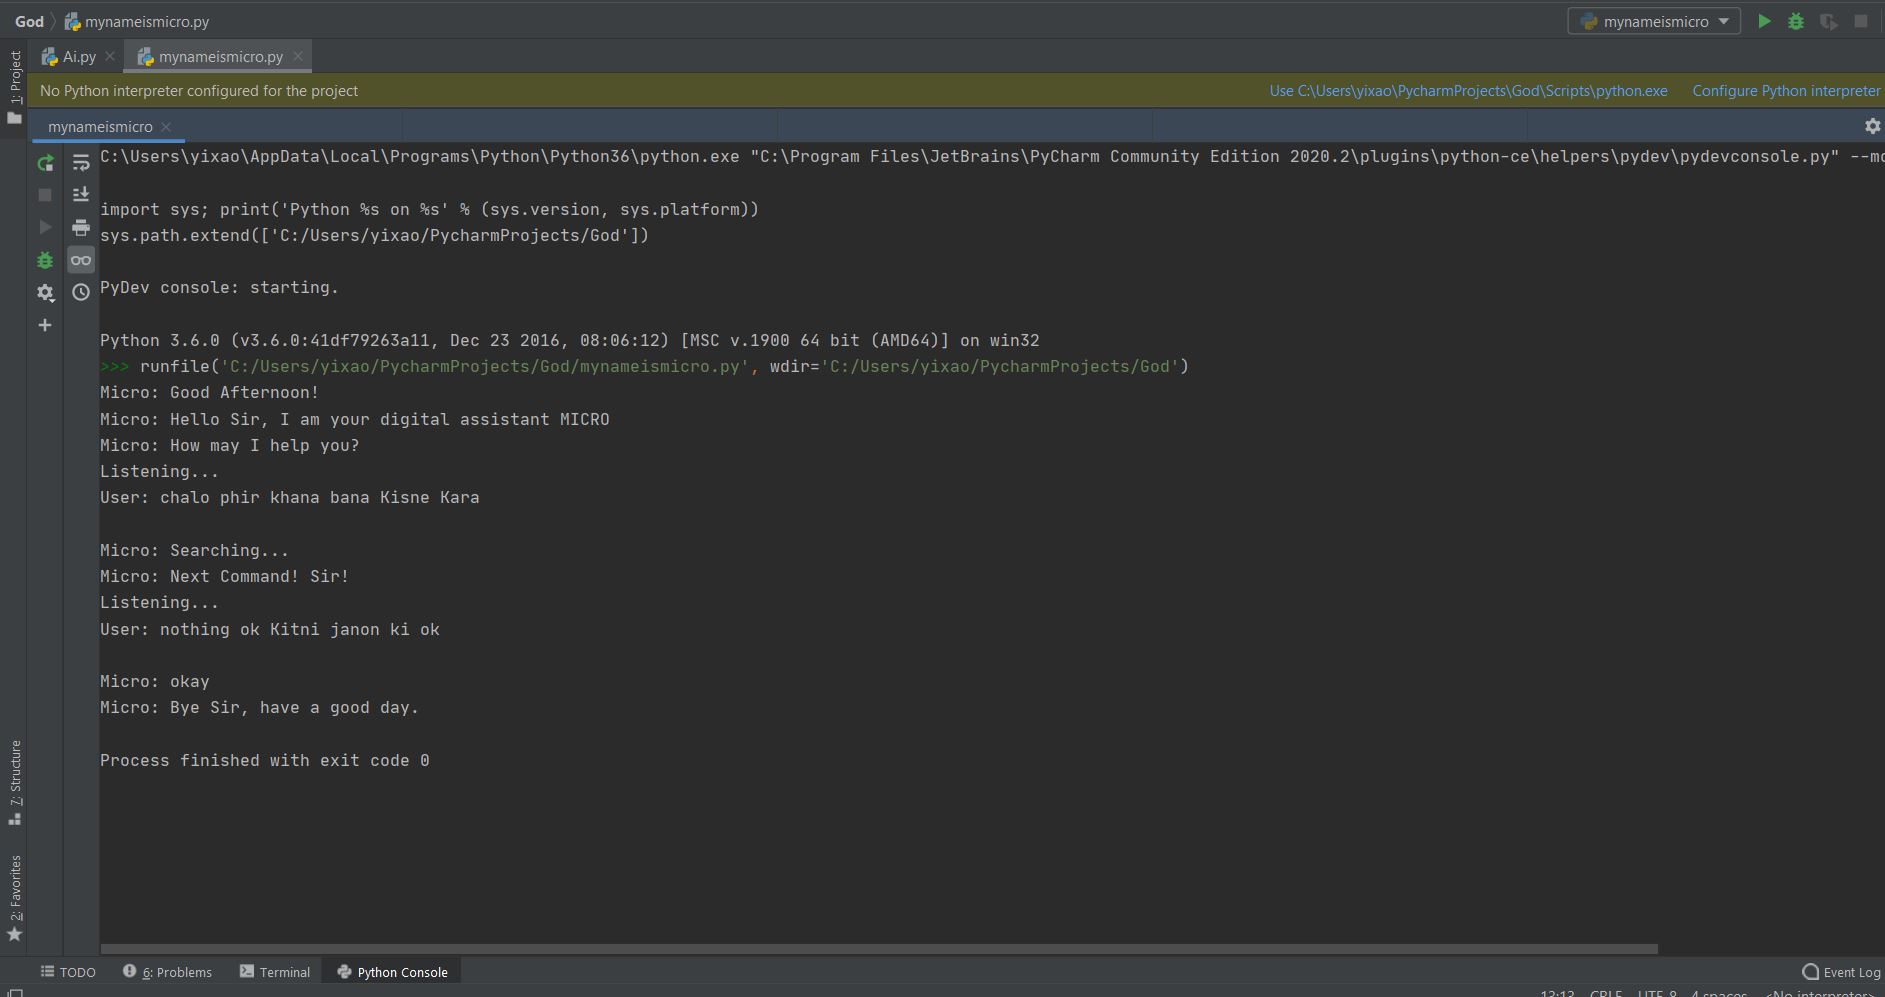 God mynameismicro.py mynameismicro
1: Project
Ai.py mynameismicro.py
No Python interpreter configured for the project Use C:\Users\yixao\PycharmProjects\God\Scripts\python.exe Configure Python interpreter
mynameismicro
C:\Users\yixao\AppData\Local\Programs\Python\Python36\python.exe "C:\Program Files\JetBrains\PyCharm Community Edition 2020.2\plugins\python-ce\helpers\pydev\pydevconsole.py" --mo
import sys; print('Python %s on %s' % (sys.version, sys.platform))
sys.path.extend(['C:/Users/yixao/PycharmProjects/God'])
PyDev console: starting.
Python 3.6.0 (v3.6.0:41df79263a11, Dec 23 2016, 08:06:12) [MSC v.1900 64 bit (AMD64)] on win32
>>> runfile('C:/Users/yixao/PycharmProjects/God/mynameismicro.py', wdir='C:/Users/yixao/PycharmProjects/God')
Micro: Good Afternoon!
Micro: Hello Sir, I am your digital assistant MICRO
Micro: How may I help you?
Listening...
User: chalo phir khana bana Kisne Kara
Micro: Searching...
Micro: Next Command! Sir!
Listening...
User: nothing ok Kitni janon ki ok
Micro: okay
Micro: Bye Sir, have a good day.
Process finished with exit code 0
7: Structure
2: Favorites
TODO 6: Problems Terminal Python Console Event Log
13:13 CRLF UTF-8 4 spaces <No interpreter>